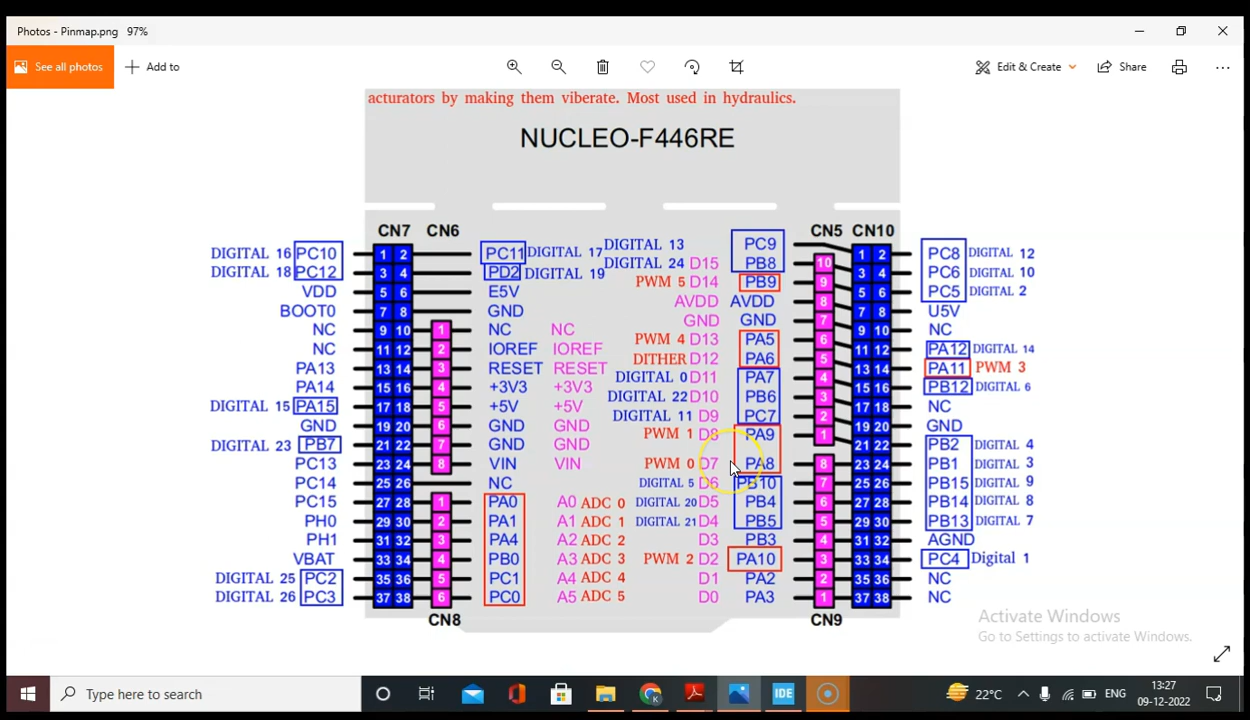 Photos - Pinmap.png 97%
See all photos
Add to
Edit & Create
Share
acturators by making them viberate. Most used in hydraulics.
NUCLEO-F446RE
CN7 CN6 CN5 CN10
DIGITAL 16 PC10 1 2 PC11 DIGITAL 17 DIGITAL 13 PC9 1 2 PC8 DIGITAL 12
DIGITAL 18 PC12 3 4 PD2 DIGITAL 19 DIGITAL 24 D15 PB8 10 3 4 PC6 DIGITAL 10
VDD 5 6 E5V PWM 5 D14 PB9 9 5 6 PC5 DIGITAL 2
BOOT0 7 8 GND AVDD AVDD 8 7 8 U5V
NC 9 10 1 NC NC GND GND 7 9 10 NC
NC 11 12 2 IOREF IOREF PWM 4 D13 PA5 6 11 12 PA12 DIGITAL 14
PA13 13 14 3 RESET RESET DITHER D12 PA6 5 13 14 PA11 PWM 3
PA14 15 16 4 +3V3 +3V3 DIGITAL 0 D11 PA7 4 15 16 PB12 DIGITAL 6
DIGITAL 15 PA15 17 18 5 +5V +5V DIGITAL 22 D10 PB6 3 17 18 NC
GND 19 20 6 GND GND DIGITAL 11 D9 PC7 2 19 20 GND
DIGITAL 23 PB7 21 22 7 GND GND PWM 1 D8 PA9 1 21 22 PB2 DIGITAL 4
PC13 23 24 8 VIN VIN PWM 0 D7 PA8 8 23 24 PB1 DIGITAL 3
PC14 25 26 NC DIGITAL 5 D6 PB10 7 25 26 PB15 DIGITAL 9
PC15 27 28 1 PA0 A0 ADC 0 DIGITAL 20 D5 PB4 6 27 28 PB14 DIGITAL 8
PH0 29 30 2 PA1 A1 ADC 1 DIGITAL 21 D4 PB5 5 29 30 PB13 DIGITAL 7
PH1 31 32 3 PA4 A2 ADC 2 D3 PB3 4 31 32 AGND
VBAT 33 34 4 PB0 A3 ADC 3 PWM 2 D2 PA10 3 33 34 PC4 Digital 1
DIGITAL 25 PC2 35 36 5 PC1 A4 ADC 4 D1 PA2 2 35 36 NC
DIGITAL 26 PC3 37 38 6 PC0 A5 ADC 5 D0 PA3 1 37 38 NC
CN8 CN9
Activate Windows
Go to Settings to activate Windows.
Type here to search
IDE
22°C
ENG
13:27
09-12-2022